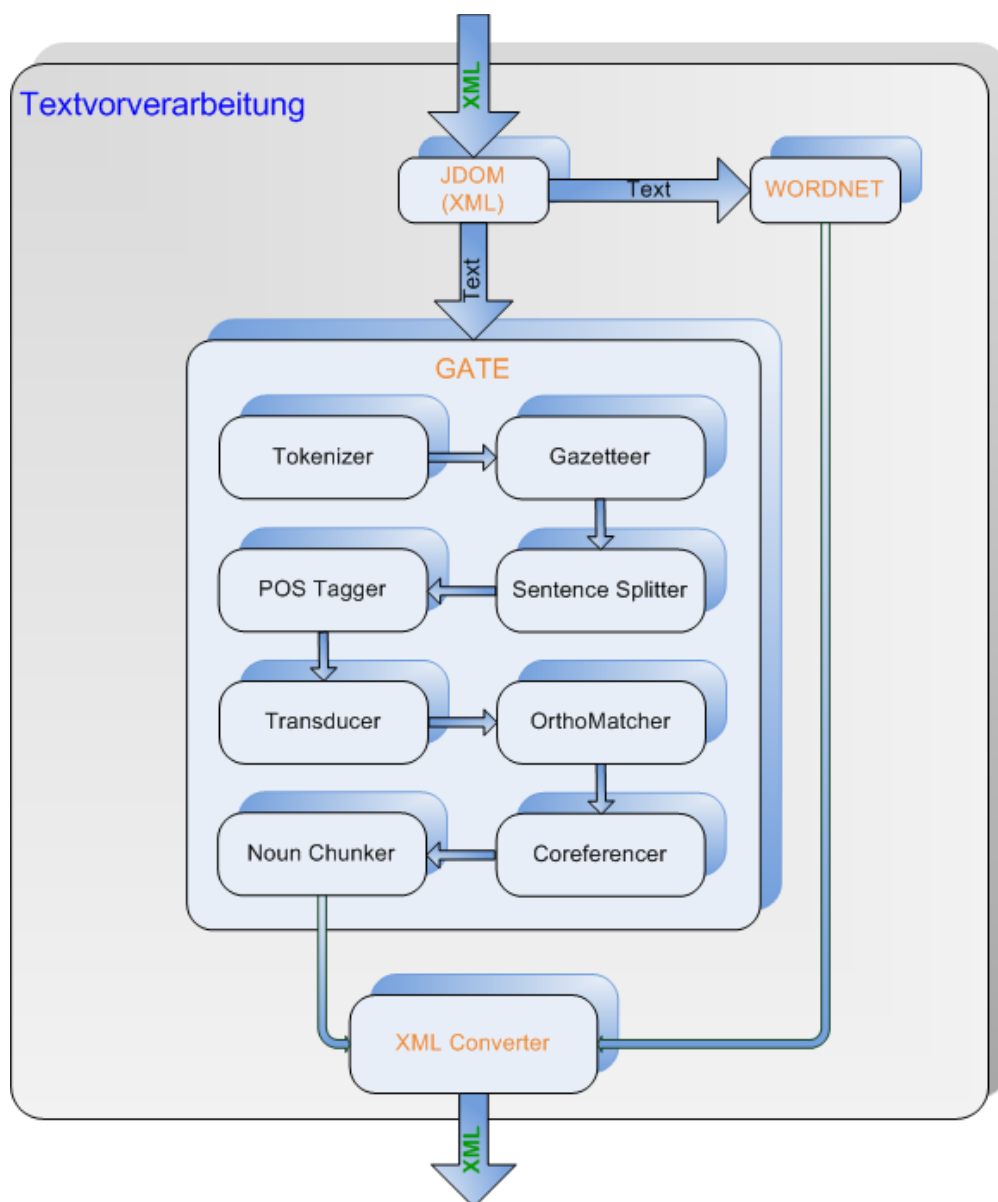 XML
Textvorverarbeitung
JDOM
(XML)
Text
WORDNET
Text
GATE
Tokenizer
Gazetteer
POS Tagger
Sentence Splitter
Transducer
OrthoMatcher
Noun Chunker
Coreferencer
XML Converter
XML